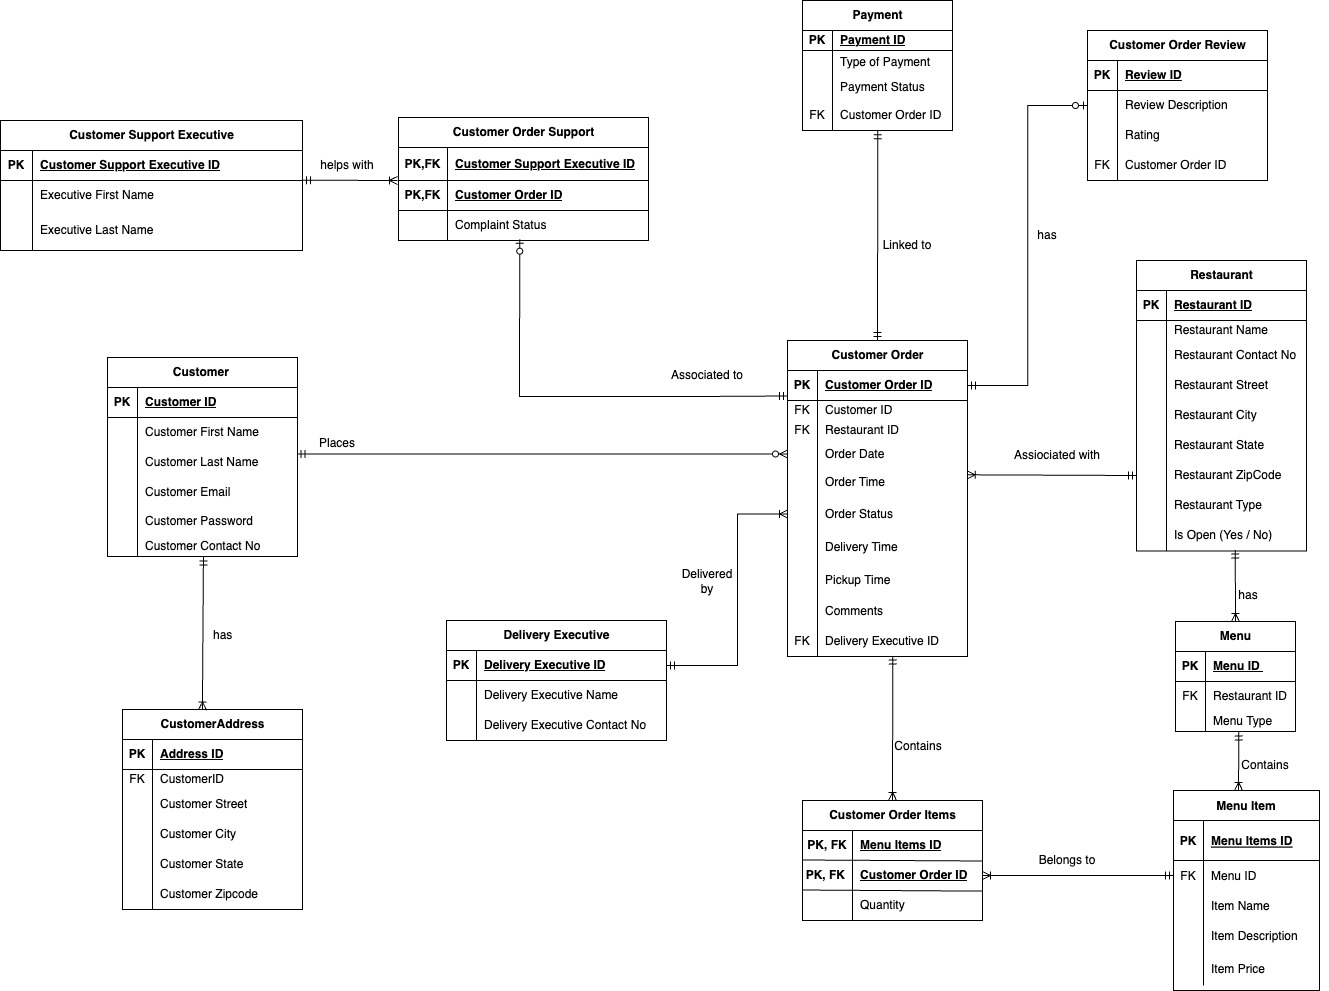 Payment
PK Payment ID
Type of Payment
Payment Status
FK Customer Order ID
Customer Order Review
PK Review ID
Review Description
Rating
FK Customer Order ID
Customer Support Executive
PK Customer Support Executive ID
Executive First Name
Executive Last Name
helps with
Customer Order Support
PK,FK Customer Support Executive ID
PK,FK Customer Order ID
Complaint Status
Linked to
has
Restaurant
PK Restaurant ID
Restaurant Name
Restaurant Contact No
Restaurant Street
Restaurant City
Restaurant State
Restaurant ZipCode
Restaurant Type
Is Open (Yes / No)
Customer Order
PK Customer Order ID
FK Customer ID
FK Restaurant ID
Order Date
Order Time
Order Status
Delivery Time
Pickup Time
Comments
FK Delivery Executive ID
Associated to
Customer
PK Customer ID
Customer First Name
Customer Last Name
Customer Email
Customer Password
Customer Contact No
Places
Assiociated with
Delivered
by
has
has
Delivery Executive
PK Delivery Executive ID
Delivery Executive Name
Delivery Executive Contact No
Menu
PK Menu ID
FK Restaurant ID
Menu Type
CustomerAddress
PK Address ID
FK CustomerID
Customer Street
Customer City
Customer State
Customer Zipcode
Contains
Contains
Customer Order Items
PK, FK Menu Items ID
PK, FK Customer Order ID
Quantity
Belongs to
Menu Item
PK Menu Items ID
FK Menu ID
Item Name
Item Description
Item Price